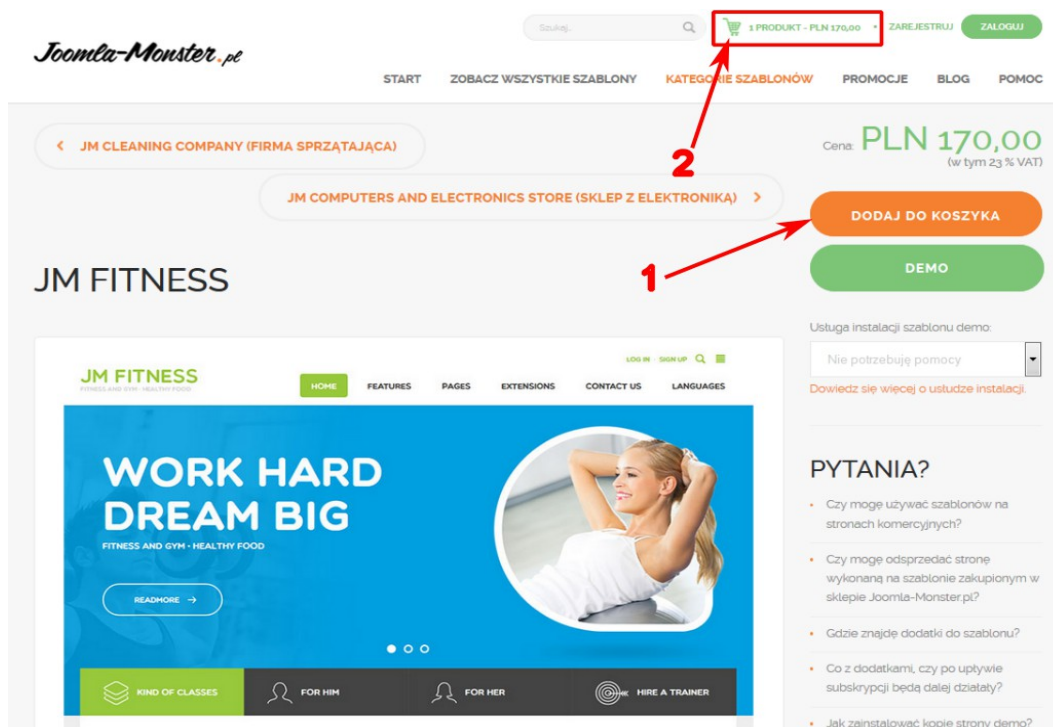 Joomla-Monster.pl
Szukaj...
1 PRODUKT - PLN 170,00
ZAREJESTRUJ
ZALOGUJ
START
ZOBACZ WSZYSTKIE SZABLONY
KATEGORIE SZABLONÓW
PROMOCJE
BLOG
POMOC
JM CLEANING COMPANY (FIRMA SPRZĄTAJĄCA)
JM COMPUTERS AND ELECTRONICS STORE (SKLEP Z ELEKTRONIKĄ)
2
Cena: PLN 170,00
(w tym 23 % VAT)
DODAJ DO KOSZYKA
1
DEMO
JM FITNESS
Usługa instalacji szablonu demo:
Nie potrzebuję pomocy
Dowiedz się więcej o usłudze instalacji.
JM FITNESS
FITNESS AND GYM · HEALTHY FOOD
LOG IN · SIGN UP
HOME
FEATURES
PAGES
EXTENSIONS
CONTACT US
LANGUAGES
WORK HARD
DREAM BIG
FITNESS AND GYM · HEALTHY FOOD
READMORE →
KIND OF CLASSES
FOR HIM
FOR HER
HIRE A TRAINER
PYTANIA?
Czy mogę używać szablonów na
stronach komercyjnych?
Czy mogę odsprzedać stronę
wykonaną na szablonie zakupionym w
sklepie Joomla-Monster.pl?
Gdzie znajdę dodatki do szablonu?
Co z dodatkami, czy po upływie
subskrypcji będą dalej działały?
Jak zainstalować kopię strony demo?